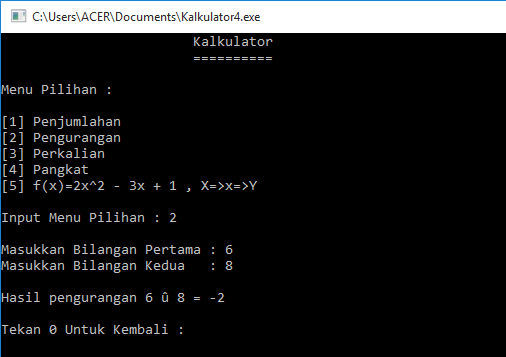 C:\Users\ACER\Documents\Kalkulator4.exe
Kalkulator
==========
Menu Pilihan :
[1] Penjumlahan
[2] Pengurangan
[3] Perkalian
[4] Pangkat
[5] f(x)=2x^2 - 3x + 1 , X=>x=>Y
Input Menu Pilihan : 2
Masukkan Bilangan Pertama : 6
Masukkan Bilangan Kedua   : 8
Hasil pengurangan 6 û 8 = -2
Tekan 0 Untuk Kembali :